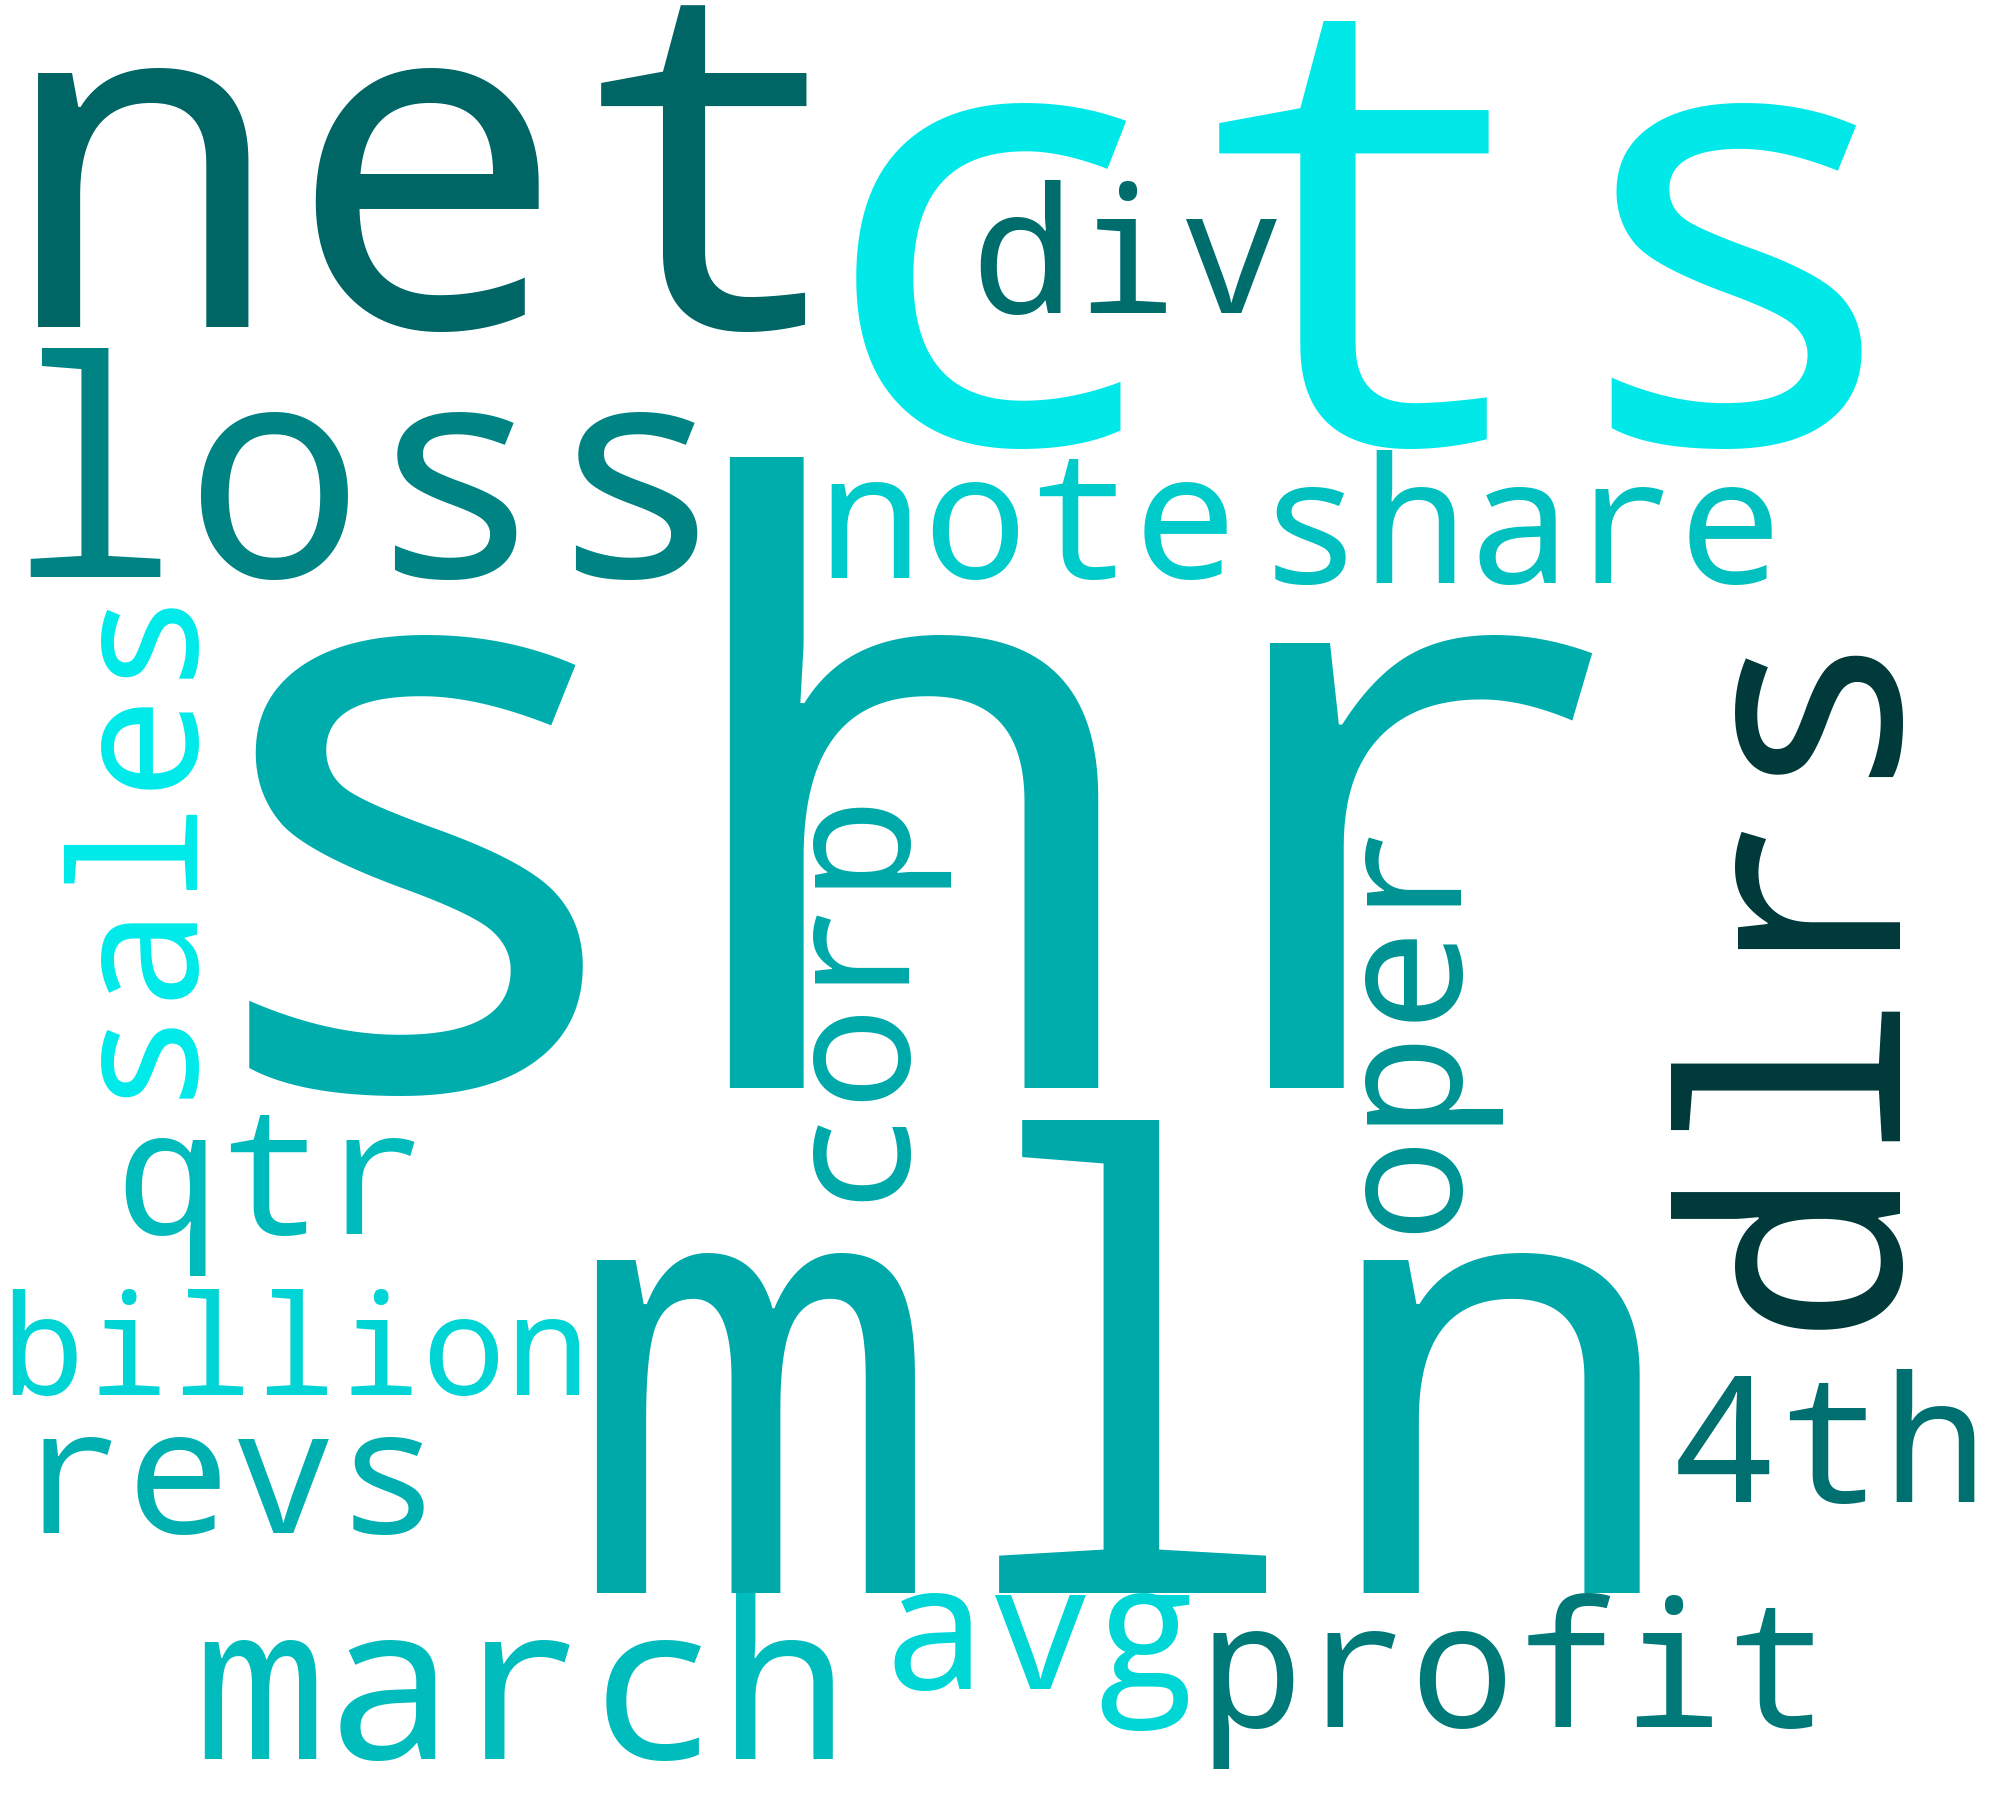 net
cts
div
loss
note
share
shr
sales
corp
oper
dlrs
qtr
mln
billion
4th
revs
march
avg
profit